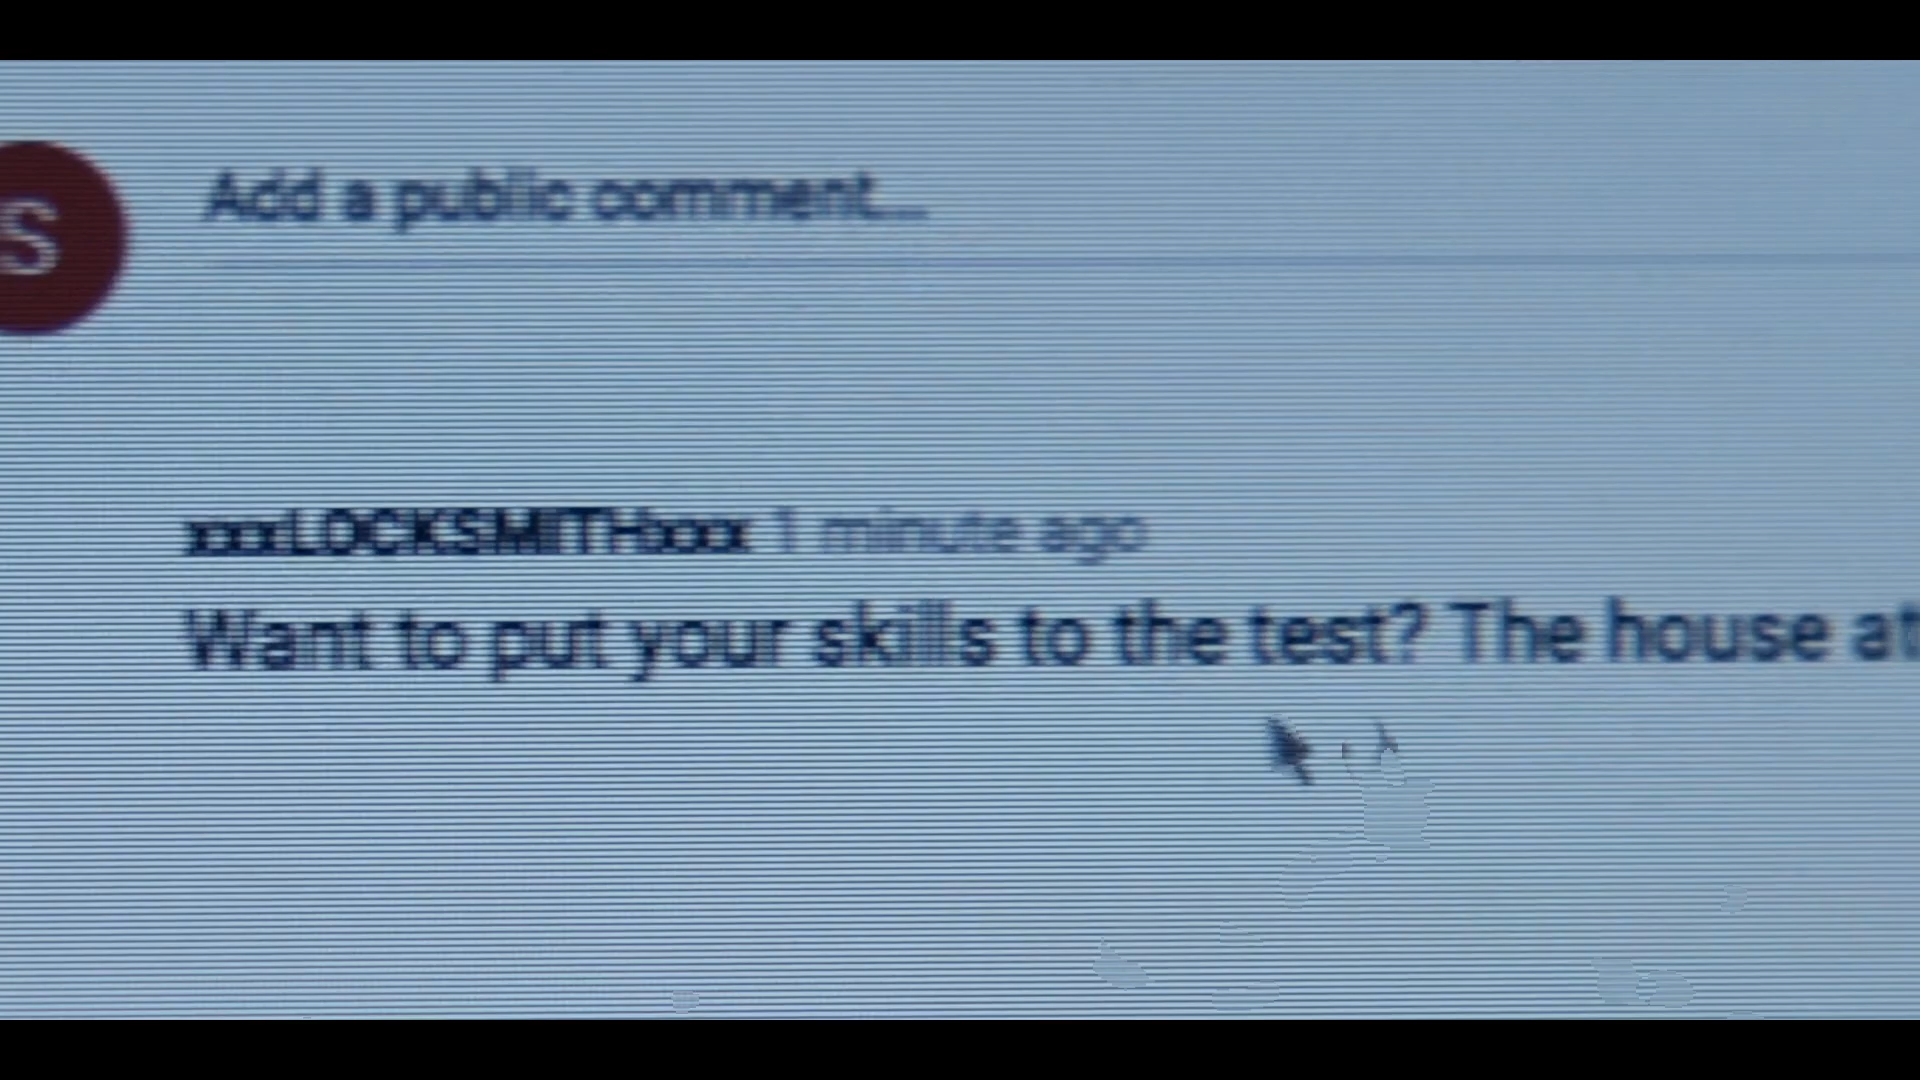 S
Add a public comment...
xxxLOCKSMITHxxx 1 minute ago
Want to put your skills to the test? The house at